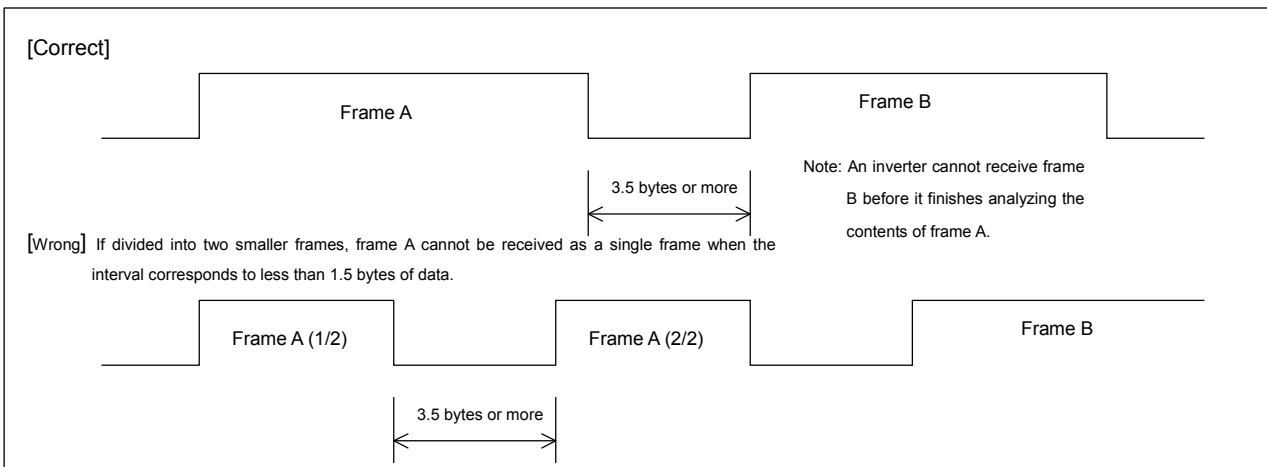 [Correct]
Frame A
Frame B
3.5 bytes or more
Note: An inverter cannot receive frame
B before it finishes analyzing the
contents of frame A.
[Wrong] If divided into two smaller frames, frame A cannot be received as a single frame when the
interval corresponds to less than 1.5 bytes of data.
Frame A (1/2)
Frame A (2/2)
Frame B
3.5 bytes or more